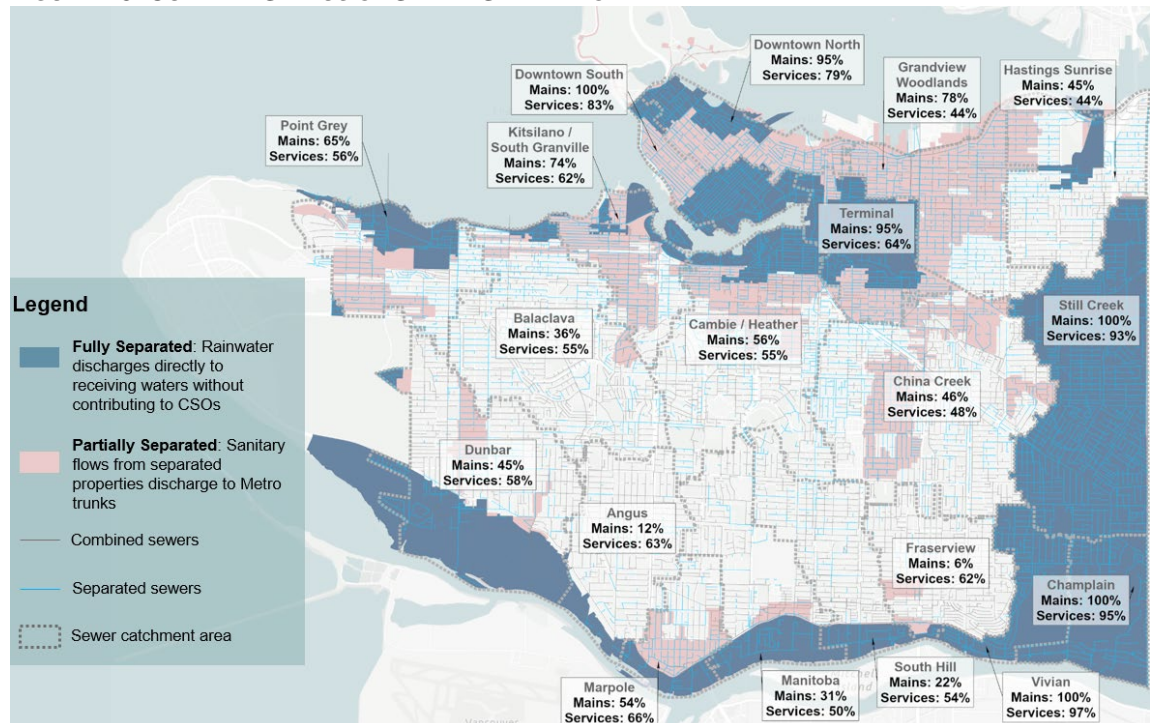 Downtown North
Mains: 95%
Services: 79%
Downtown South
Mains: 100%
Services: 83%
Grandview
Woodlands
Mains: 78%
Services: 44%
Hastings Sunrise
Mains: 45%
Services: 44%
Point Grey
Mains: 65%
Services: 56%
Kitsilano /
South Granville
Mains: 74%
Services: 62%
Terminal
Mains: 95%
Services: 64%
Still Creek
Mains: 100%
Services: 93%
Balaclava
Mains: 36%
Services: 55%
Cambie / Heather
Mains: 56%
Services: 55%
China Creek
Mains: 46%
Services: 48%
Dunbar
Mains: 45%
Services: 58%
Angus
Mains: 12%
Services: 63%
Fraserview
Mains: 6%
Services: 62%
Champlain
Mains: 100%
Services: 95%
Marpole
Mains: 54%
Services: 66%
Manitoba
Mains: 31%
Services: 50%
South Hill
Mains: 22%
Services: 54%
Vivian
Mains: 100%
Services: 97%
Legend
Fully Separated: Rainwater
discharges directly to
receiving waters without
contributing to CSOs
Partially Separated: Sanitary
flows from separated
properties discharge to Metro
trunks
Combined sewers
Separated sewers
Sewer catchment area